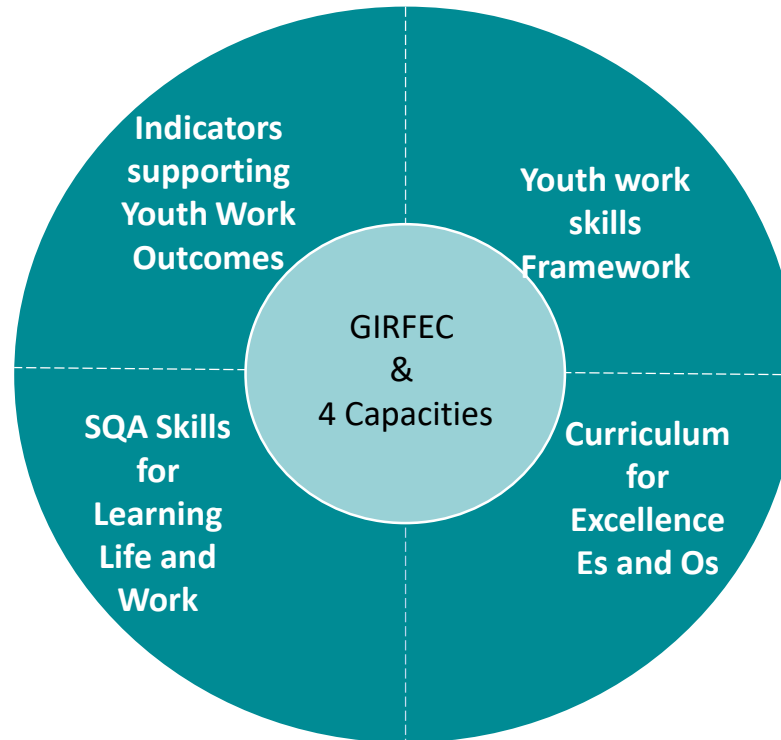 Indicators
supporting
Youth Work
Outcomes
Youth work
skills
Framework
GIRFEC
&
4 Capacities
SQA Skills
for
Learning
Life and
Work
Curriculum
for
Excellence
Es and Os